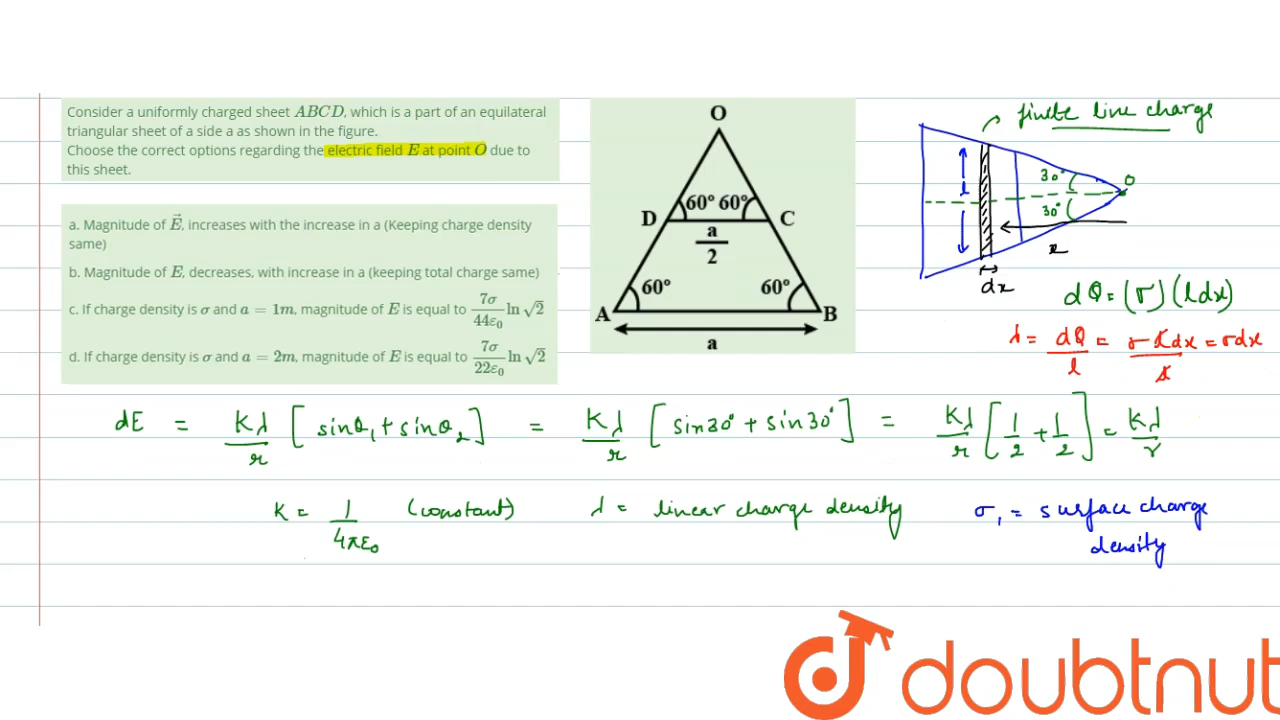 Consider a uniformly charged sheet ABCD, which is a part of an equilateral
triangular sheet of a side a as shown in the figure.
Choose the correct options regarding the electric field E at point O due to
this sheet.
a. Magnitude of E⃗, increases with the increase in a (Keeping charge density
same)
b. Magnitude of E, decreases, with increase in a (keeping total charge same)
c. If charge density is σ and a = 1m, magnitude of E is equal to 7σ/44ε₀ ln √2
d. If charge density is σ and a = 2m, magnitude of E is equal to 7σ/22ε₀ ln √2
O
60° 60°
D C
a/2
60° 60°
A B
a
finite line charge
30°
O
l
30°
x
dx
dQ = (σ) (ldx)
λ = dQ/l = σ l dx/l = σdx
dE = Kλ/r [sinθ₁ + sinθ₂] = Kλ/r [sin30° + sin30°] = Kλ/r [1/2 + 1/2] = Kλ/r
K = 1/4πε₀ (constant) λ = linear charge density σ, = surface charge
density
doubtnut